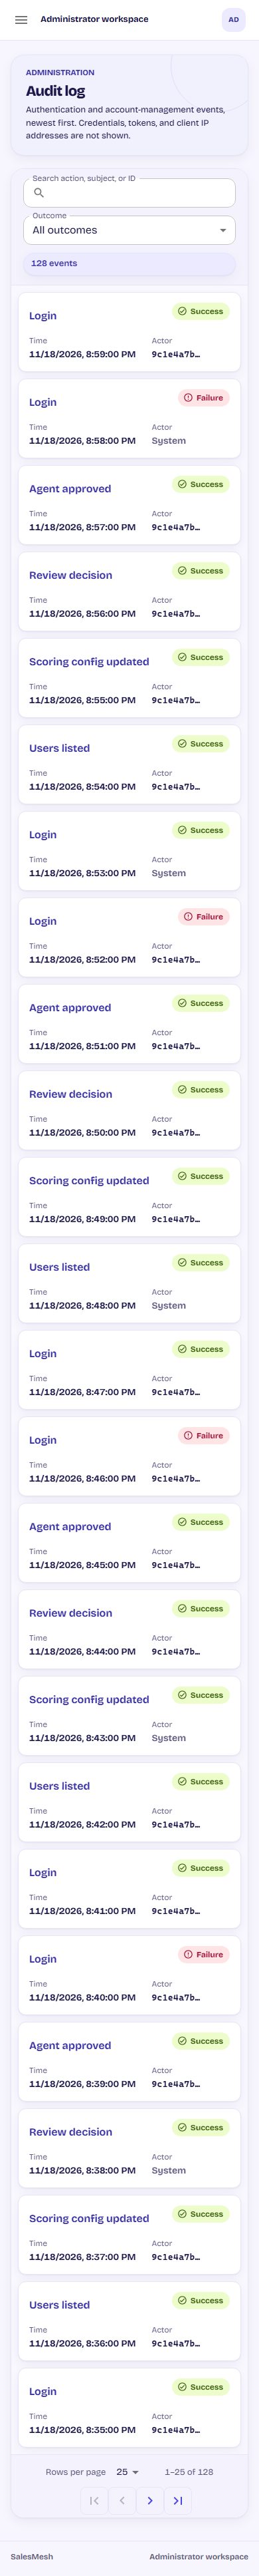 Administrator workspace
AD
ADMINISTRATION
Audit log
Authentication and account-management events,
newest first. Credentials, tokens, and client IP
addresses are not shown.
Search action, subject, or ID
Outcome
All outcomes
128 events
Login
Success
Time
Actor
11/18/2026, 8:59:00 PM
9c1e4a7b…
Login
Failure
Time
Actor
11/18/2026, 8:58:00 PM
System
Agent approved
Success
Time
Actor
11/18/2026, 8:57:00 PM
9c1e4a7b…
Review decision
Success
Time
Actor
11/18/2026, 8:56:00 PM
9c1e4a7b…
Scoring config updated
Success
Time
Actor
11/18/2026, 8:55:00 PM
9c1e4a7b…
Users listed
Success
Time
Actor
11/18/2026, 8:54:00 PM
9c1e4a7b…
Login
Success
Time
Actor
11/18/2026, 8:53:00 PM
System
Login
Failure
Time
Actor
11/18/2026, 8:52:00 PM
9c1e4a7b…
Agent approved
Success
Time
Actor
11/18/2026, 8:51:00 PM
9c1e4a7b…
Review decision
Success
Time
Actor
11/18/2026, 8:50:00 PM
9c1e4a7b…
Scoring config updated
Success
Time
Actor
11/18/2026, 8:49:00 PM
9c1e4a7b…
Users listed
Success
Time
Actor
11/18/2026, 8:48:00 PM
System
Login
Success
Time
Actor
11/18/2026, 8:47:00 PM
9c1e4a7b…
Login
Failure
Time
Actor
11/18/2026, 8:46:00 PM
9c1e4a7b…
Agent approved
Success
Time
Actor
11/18/2026, 8:45:00 PM
9c1e4a7b…
Review decision
Success
Time
Actor
11/18/2026, 8:44:00 PM
9c1e4a7b…
Scoring config updated
Success
Time
Actor
11/18/2026, 8:43:00 PM
System
Users listed
Success
Time
Actor
11/18/2026, 8:42:00 PM
9c1e4a7b…
Login
Success
Time
Actor
11/18/2026, 8:41:00 PM
9c1e4a7b…
Login
Failure
Time
Actor
11/18/2026, 8:40:00 PM
9c1e4a7b…
Agent approved
Success
Time
Actor
11/18/2026, 8:39:00 PM
9c1e4a7b…
Review decision
Success
Time
Actor
11/18/2026, 8:38:00 PM
System
Scoring config updated
Success
Time
Actor
11/18/2026, 8:37:00 PM
9c1e4a7b…
Users listed
Success
Time
Actor
11/18/2026, 8:36:00 PM
9c1e4a7b…
Login
Success
Time
Actor
11/18/2026, 8:35:00 PM
9c1e4a7b…
Rows per page 25 1–25 of 128
SalesMesh
Administrator workspace